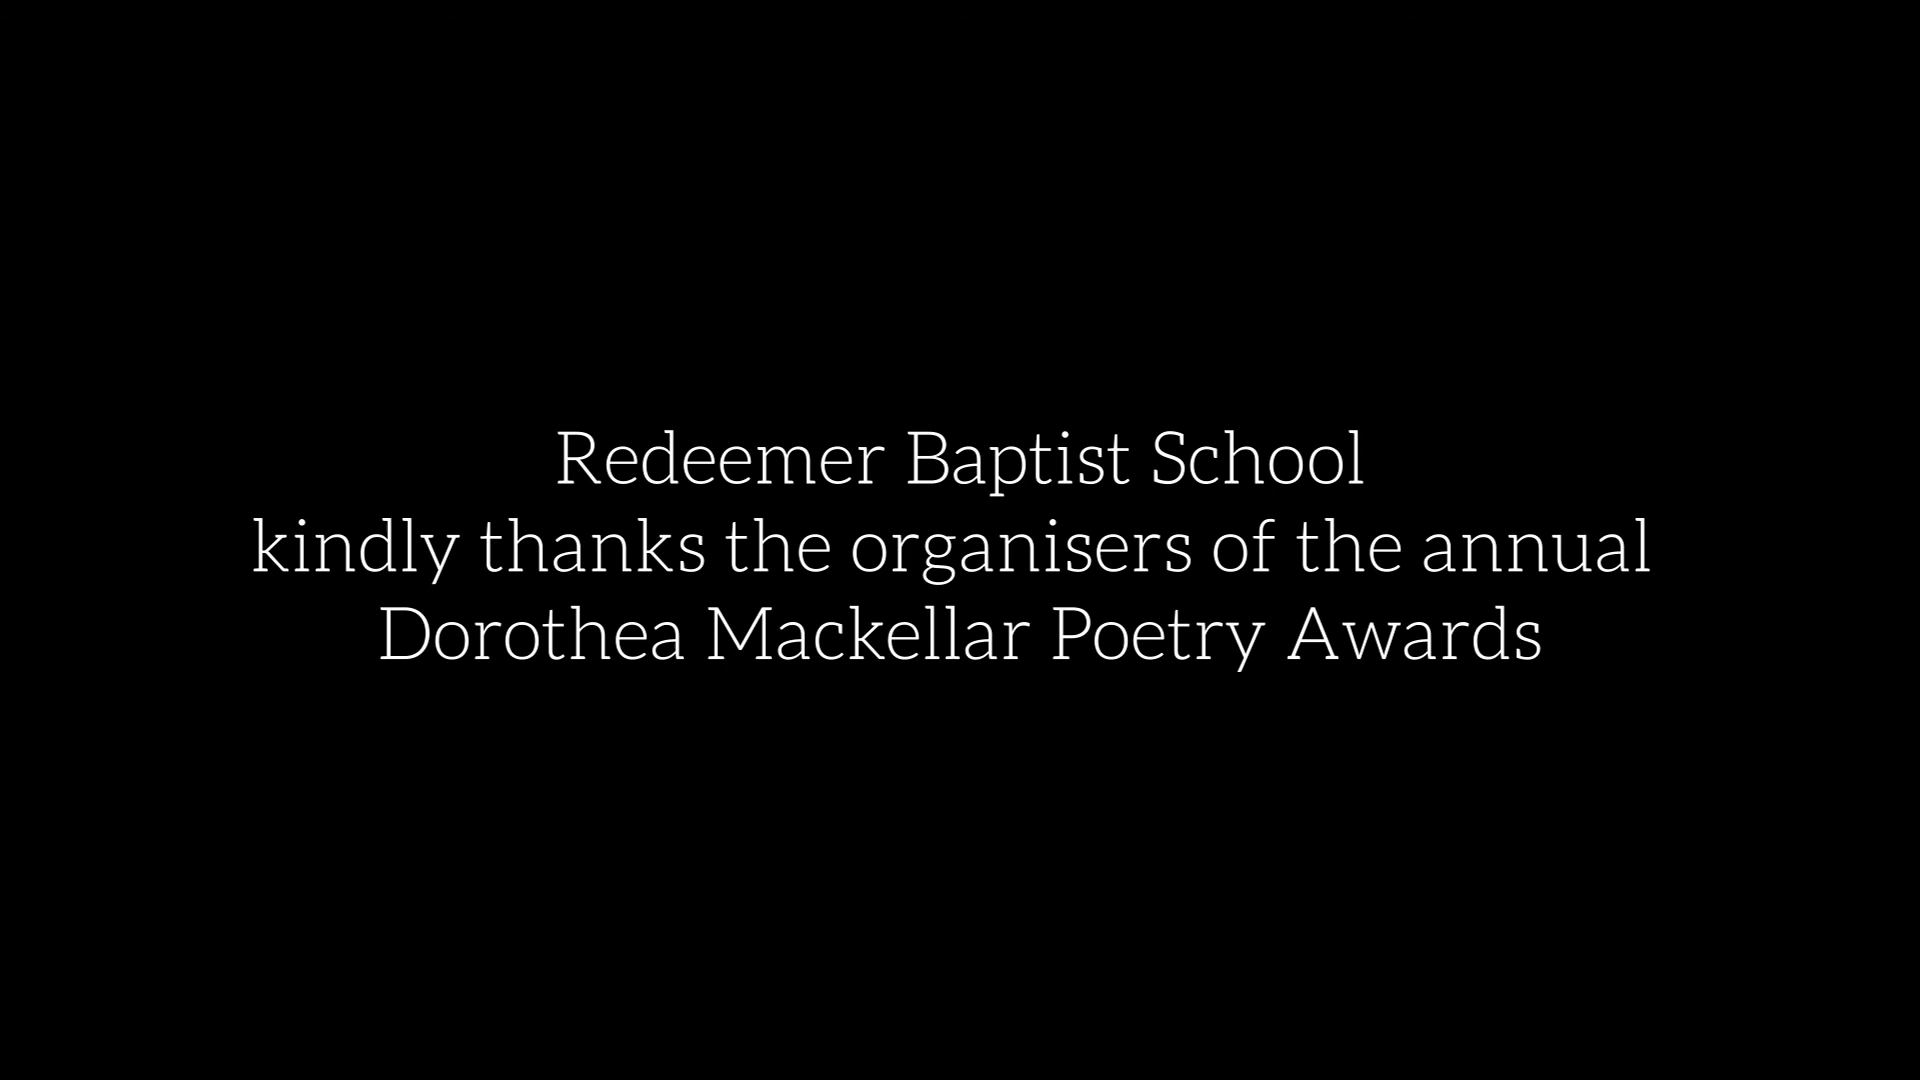 Redeemer Baptist School
kindly thanks the organisers of the annual
Dorothea Mackellar Poetry Awards